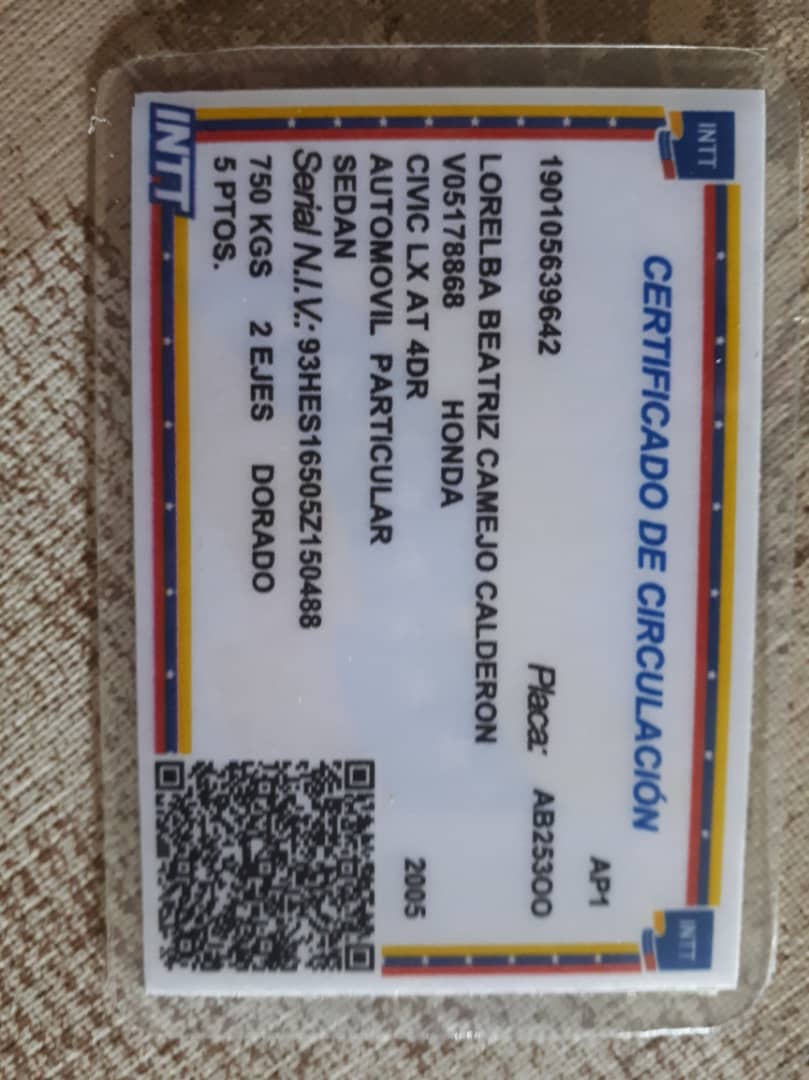 INTT
INTT
CERTIFICADO DE CIRCULACIÓN
AP1
190105639642 Placa: AB253OO
LORELBA BEATRIZ CAMEJO CALDERON
V05178868 HONDA
CIVIC LX AT 4DR 2005
AUTOMOVIL PARTICULAR
SEDAN
Serial N.I.V.: 93HES16505Z150488
750 KGS 2 EJES DORADO
5 PTOS.
INTT